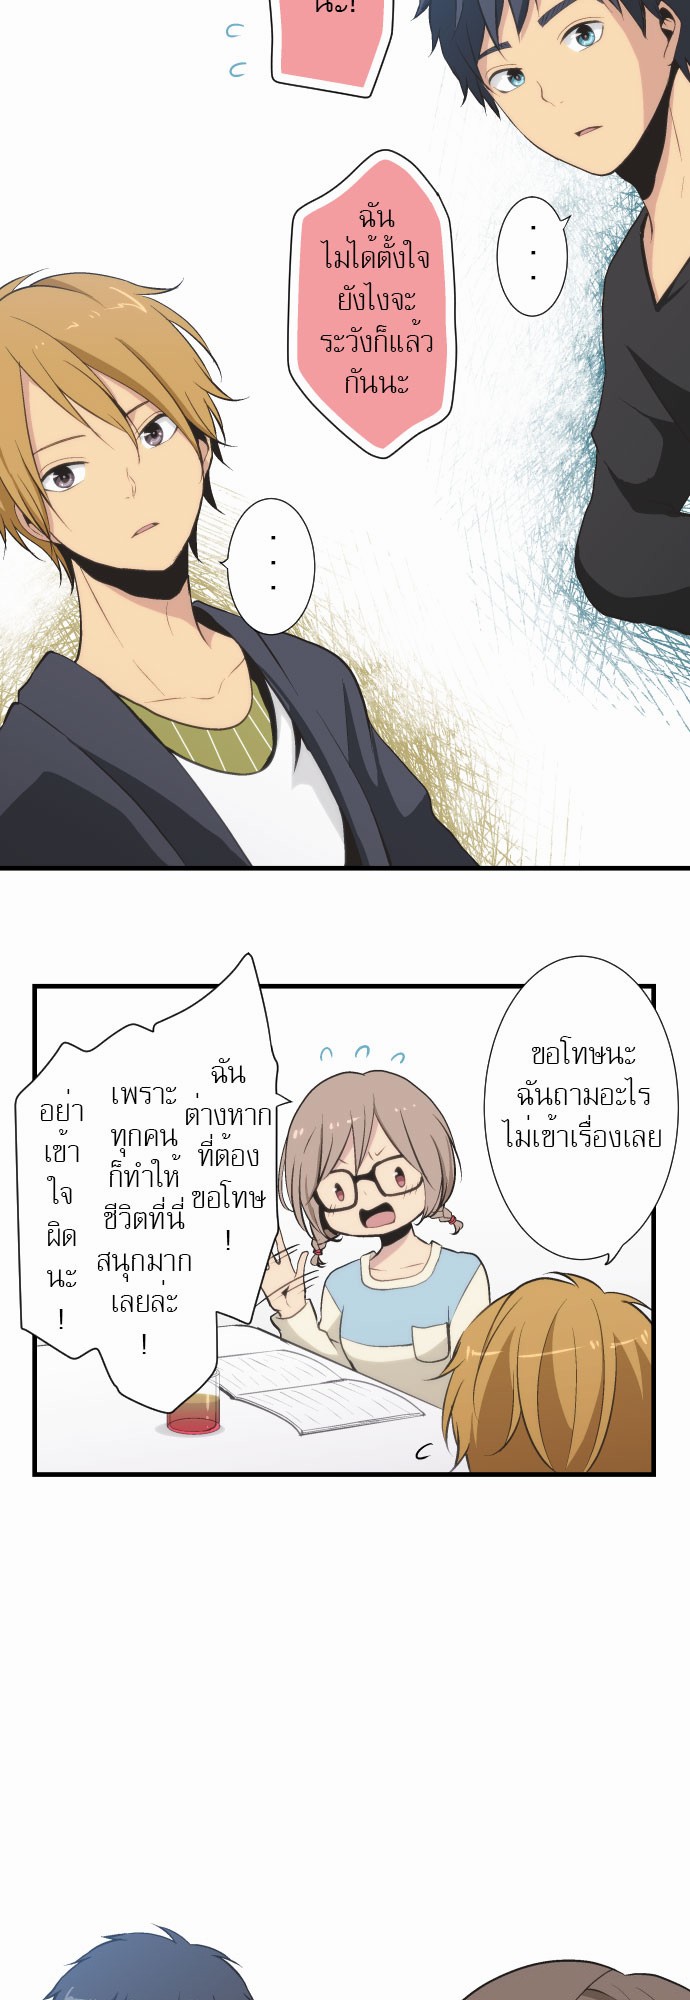 นะ!
ฉัน
ไม่ได้ตั้งใจ
ยังไงจะ
ระวังก็แล้ว
กันนะ
...
...
ขอโทษนะ
ฉันถามอะไร
ไม่เข้าเรื่องเลย
ฉัน
ต่างหาก
ที่ต้อง
ขอโทษ
!
เพราะ
ทุกคน
ก็ทำให้
ชีวิตที่นี่
สนุกมาก
เลยล่ะ
!
อย่า
เข้า
ใจ
ผิด
นะ
!